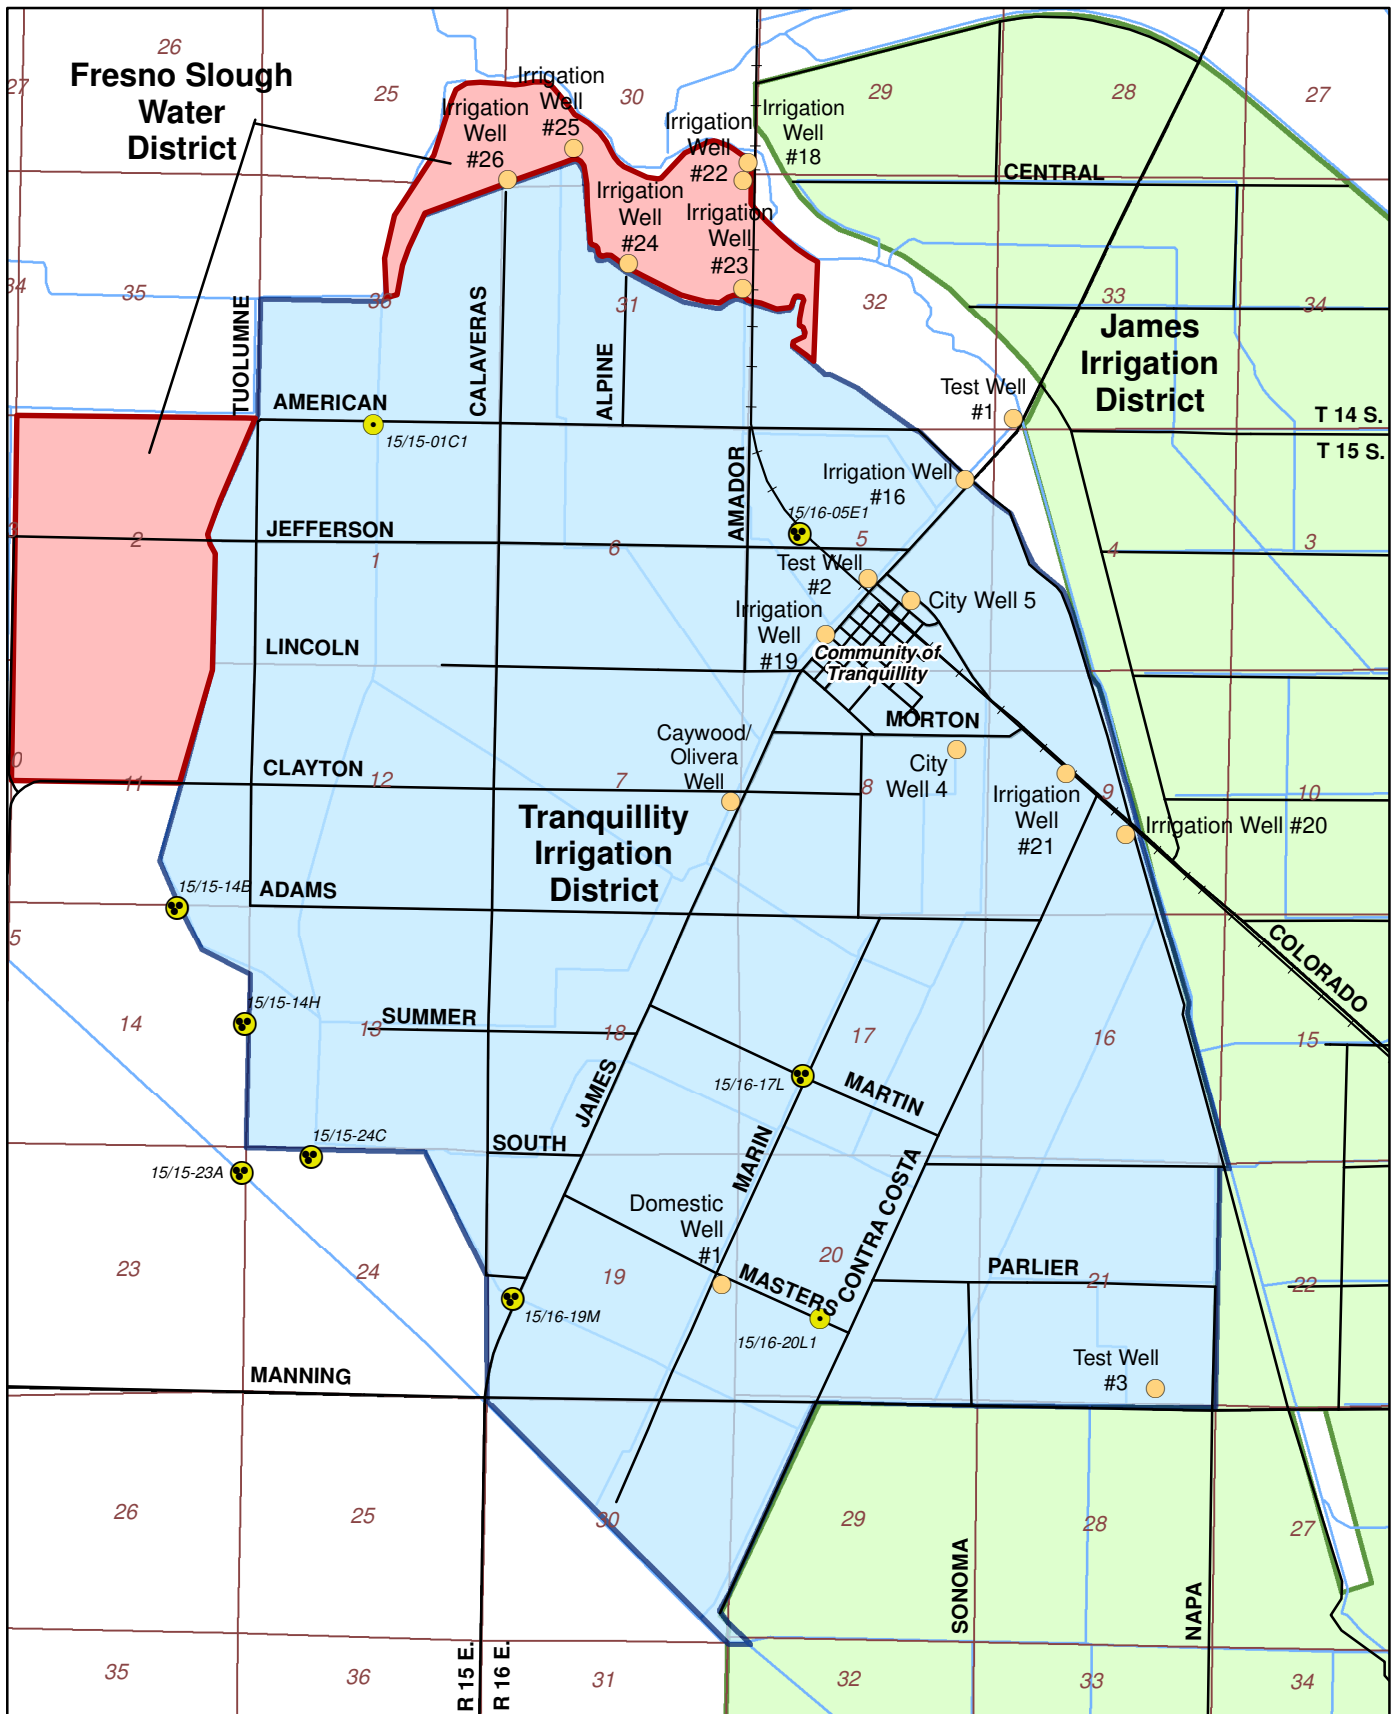 26
27
25
30
29
28
27
Fresno Slough
Water
District
Irrigation
Well
#25
Irrigation
Well
#26
Irrigation
Well
#22
Irrigation
Well
#18
CENTRAL
Irrigation
Well
#24
Irrigation
Well
#23
34
35
36
31
32
33
34
TUOLUMNE
CALAVERAS
ALPINE
James
Irrigation
District
AMERICAN
15/15-01C1
Test Well
#1
T 14 S.
T 15 S.
AMADOR
Irrigation Well
#16
15/16-05E1
JEFFERSON
2
1
6
5
4
3
Test Well
#2
City Well 5
Irrigation
Well
#19
Community of
Tranquillity
LINCOLN
MORTON
Caywood/
Olivera
Well
City
Well 4
CLAYTON
11
12
7
8
9
10
Irrigation
Well
#21
Irrigation Well #20
Tranquillity
Irrigation
District
15/15-14B
ADAMS
COLORADO
15/15-14H
SUMMER
14
13
18
17
16
15
JAMES
15/16-17L
MARTIN
15/15-24C
SOUTH
15/15-23A
MARIN
CONTRA COSTA
Domestic
Well
#1
23
24
19
20
21
22
MASTERS
PARLIER
15/16-19M
15/16-20L1
Test Well
#3
MANNING
26
25
30
29
28
27
SONOMA
NAPA
R 15 E.
R 16 E.
35
36
31
32
33
34